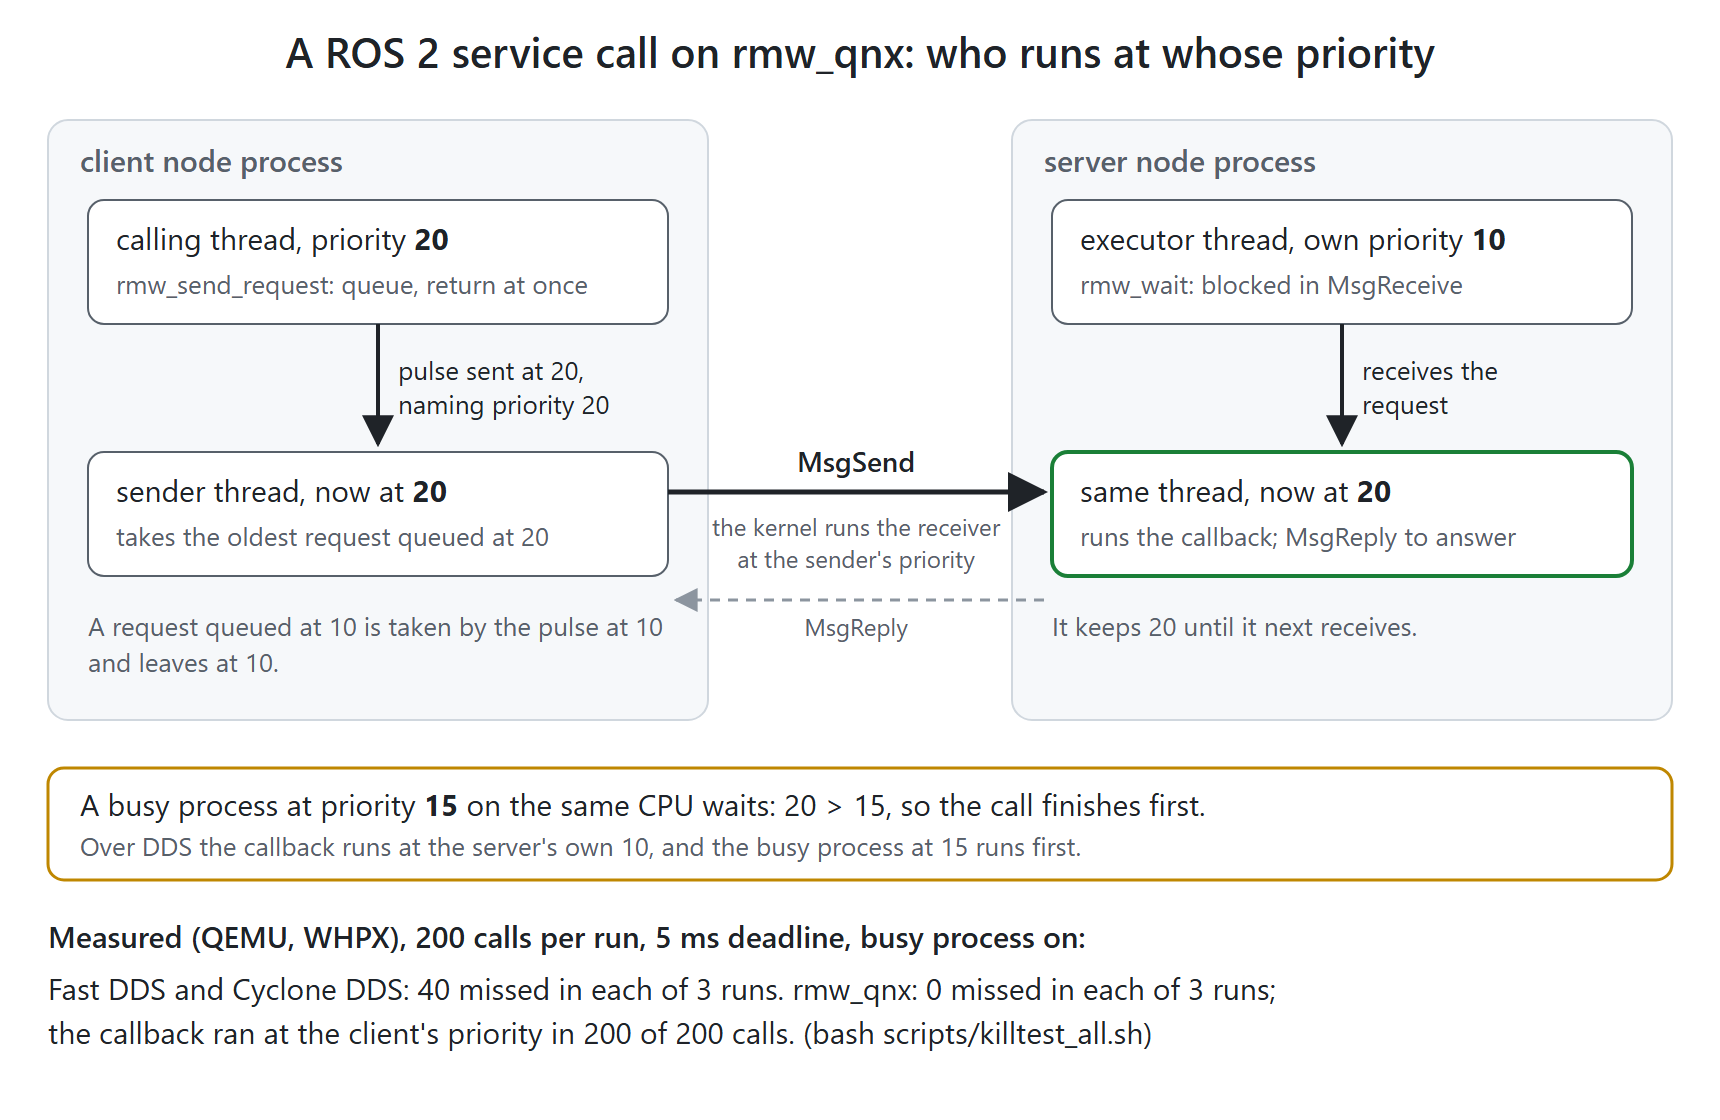 A ROS 2 service call on rmw_qnx: who runs at whose priority
client node process
calling thread, priority 20
rmw_send_request: queue, return at once
pulse sent at 20,
naming priority 20
sender thread, now at 20
takes the oldest request queued at 20
A request queued at 10 is taken by the pulse at 10
and leaves at 10.
MsgSend
the kernel runs the receiver
at the sender's priority
MsgReply
server node process
executor thread, own priority 10
rmw_wait: blocked in MsgReceive
receives the
request
same thread, now at 20
runs the callback; MsgReply to answer
It keeps 20 until it next receives.
A busy process at priority 15 on the same CPU waits: 20 > 15, so the call finishes first.
Over DDS the callback runs at the server's own 10, and the busy process at 15 runs first.
Measured (QEMU, WHPX), 200 calls per run, 5 ms deadline, busy process on:
Fast DDS and Cyclone DDS: 40 missed in each of 3 runs. rmw_qnx: 0 missed in each of 3 runs;
the callback ran at the client's priority in 200 of 200 calls. (bash scripts/killtest_all.sh)